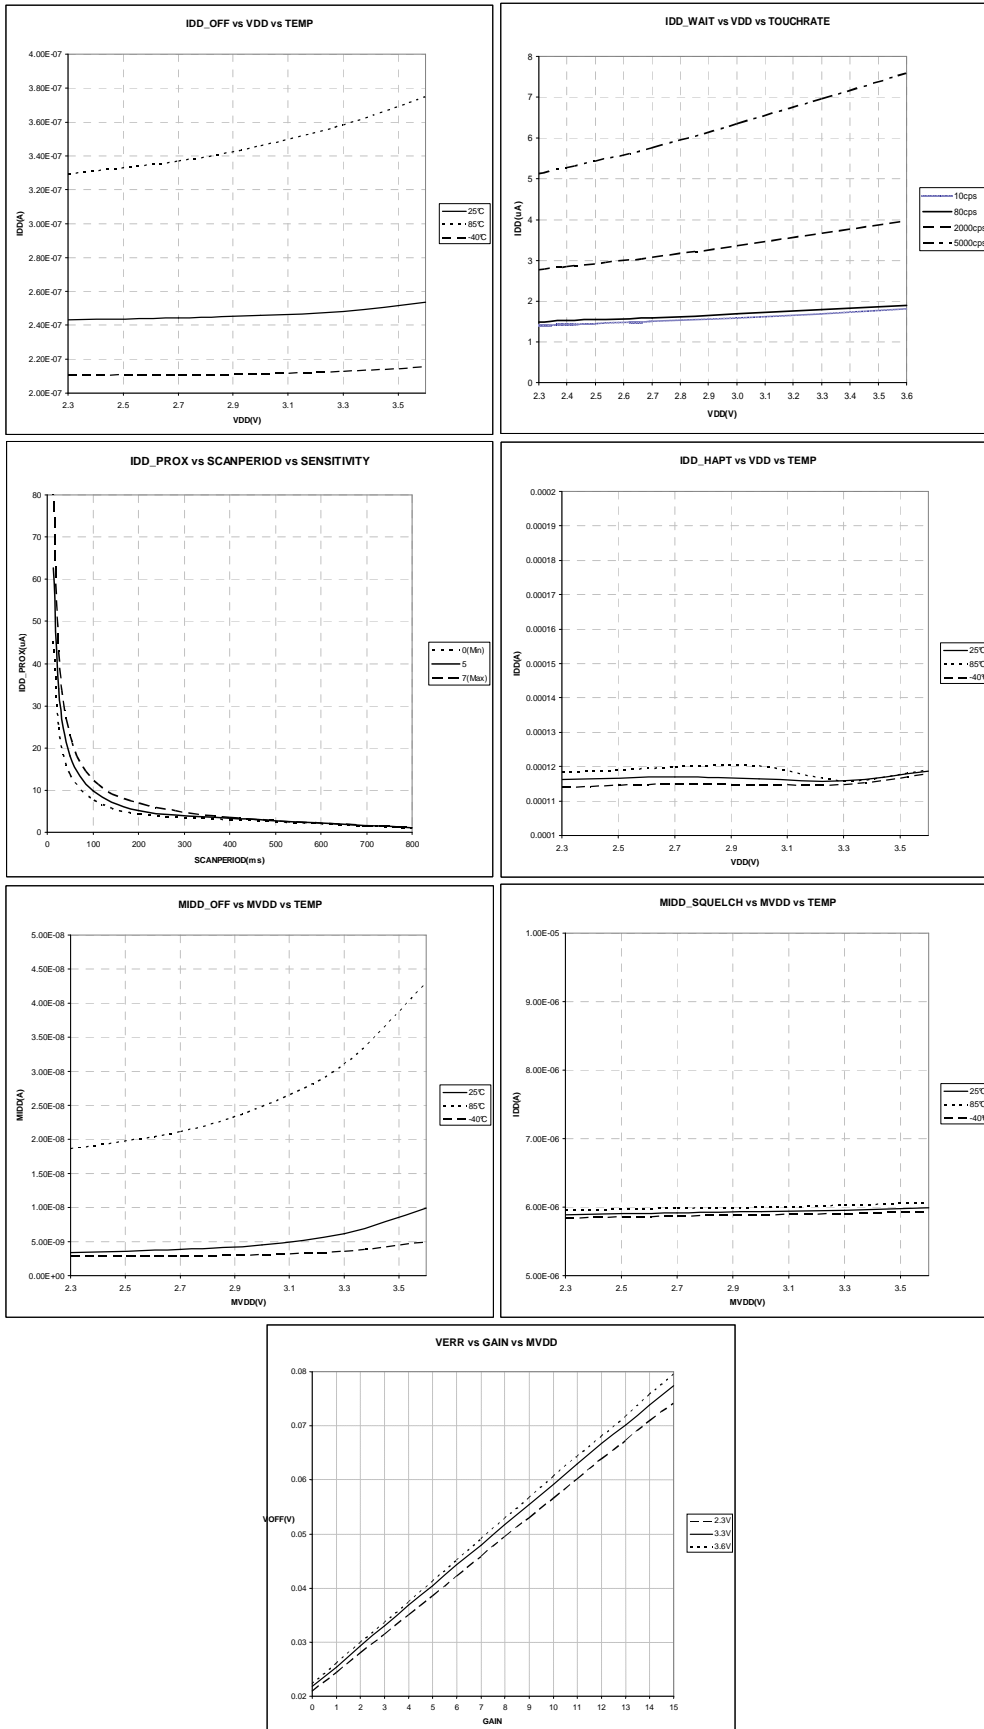 IDD_OFF vs VDD vs TEMP
4.00E-07
3.80E-07
3.60E-07
3.40E-07
3.20E-07
3.00E-07
2.80E-07
2.60E-07
2.40E-07
2.20E-07
2.00E-07
IDD(A)
2.3 2.5 2.7 2.9 3.1 3.3 3.5
VDD(V)
25℃
85℃
-40℃
IDD_WAIT vs VDD vs TOUCHRATE
8
7
6
5
4
3
2
1
0
IDD(uA)
2.3 2.4 2.5 2.6 2.7 2.8 2.9 3.0 3.1 3.2 3.3 3.4 3.5 3.6
VDD(V)
10cps
80cps
2000cps
5000cps
IDD_PROX vs SCANPERIOD vs SENSITIVITY
80
70
60
50
40
30
20
10
0
IDD_PROX(uA)
0 100 200 300 400 500 600 700 800
SCANPERIOD(ms)
0(Min)
5
7(Max)
IDD_HAPT vs VDD vs TEMP
0.0002
0.00019
0.00018
0.00017
0.00016
0.00015
0.00014
0.00013
0.00012
0.00011
0.0001
IDD(A)
2.3 2.5 2.7 2.9 3.1 3.3 3.5
VDD(V)
25℃
85℃
-40℃
MIDD_OFF vs MVDD vs TEMP
5.00E-08
4.50E-08
4.00E-08
3.50E-08
3.00E-08
2.50E-08
2.00E-08
1.50E-08
1.00E-08
5.00E-09
0.00E+00
MIDD(A)
2.3 2.5 2.7 2.9 3.1 3.3 3.5
MVDD(V)
25℃
85℃
-40℃
MIDD_SQUELCH vs MVDD vs TEMP
1.00E-05
9.00E-06
8.00E-06
7.00E-06
6.00E-06
5.00E-06
IDD(A)
2.3 2.5 2.7 2.9 3.1 3.3 3.5
MVDD(V)
25℃
85℃
-40℃
VERR vs GAIN vs MVDD
0.08
0.07
0.06
0.05
0.04
0.03
0.02
VOFF(V)
0 1 2 3 4 5 6 7 8 9 10 11 12 13 14 15
GAIN
2.3V
3.3V
3.6V